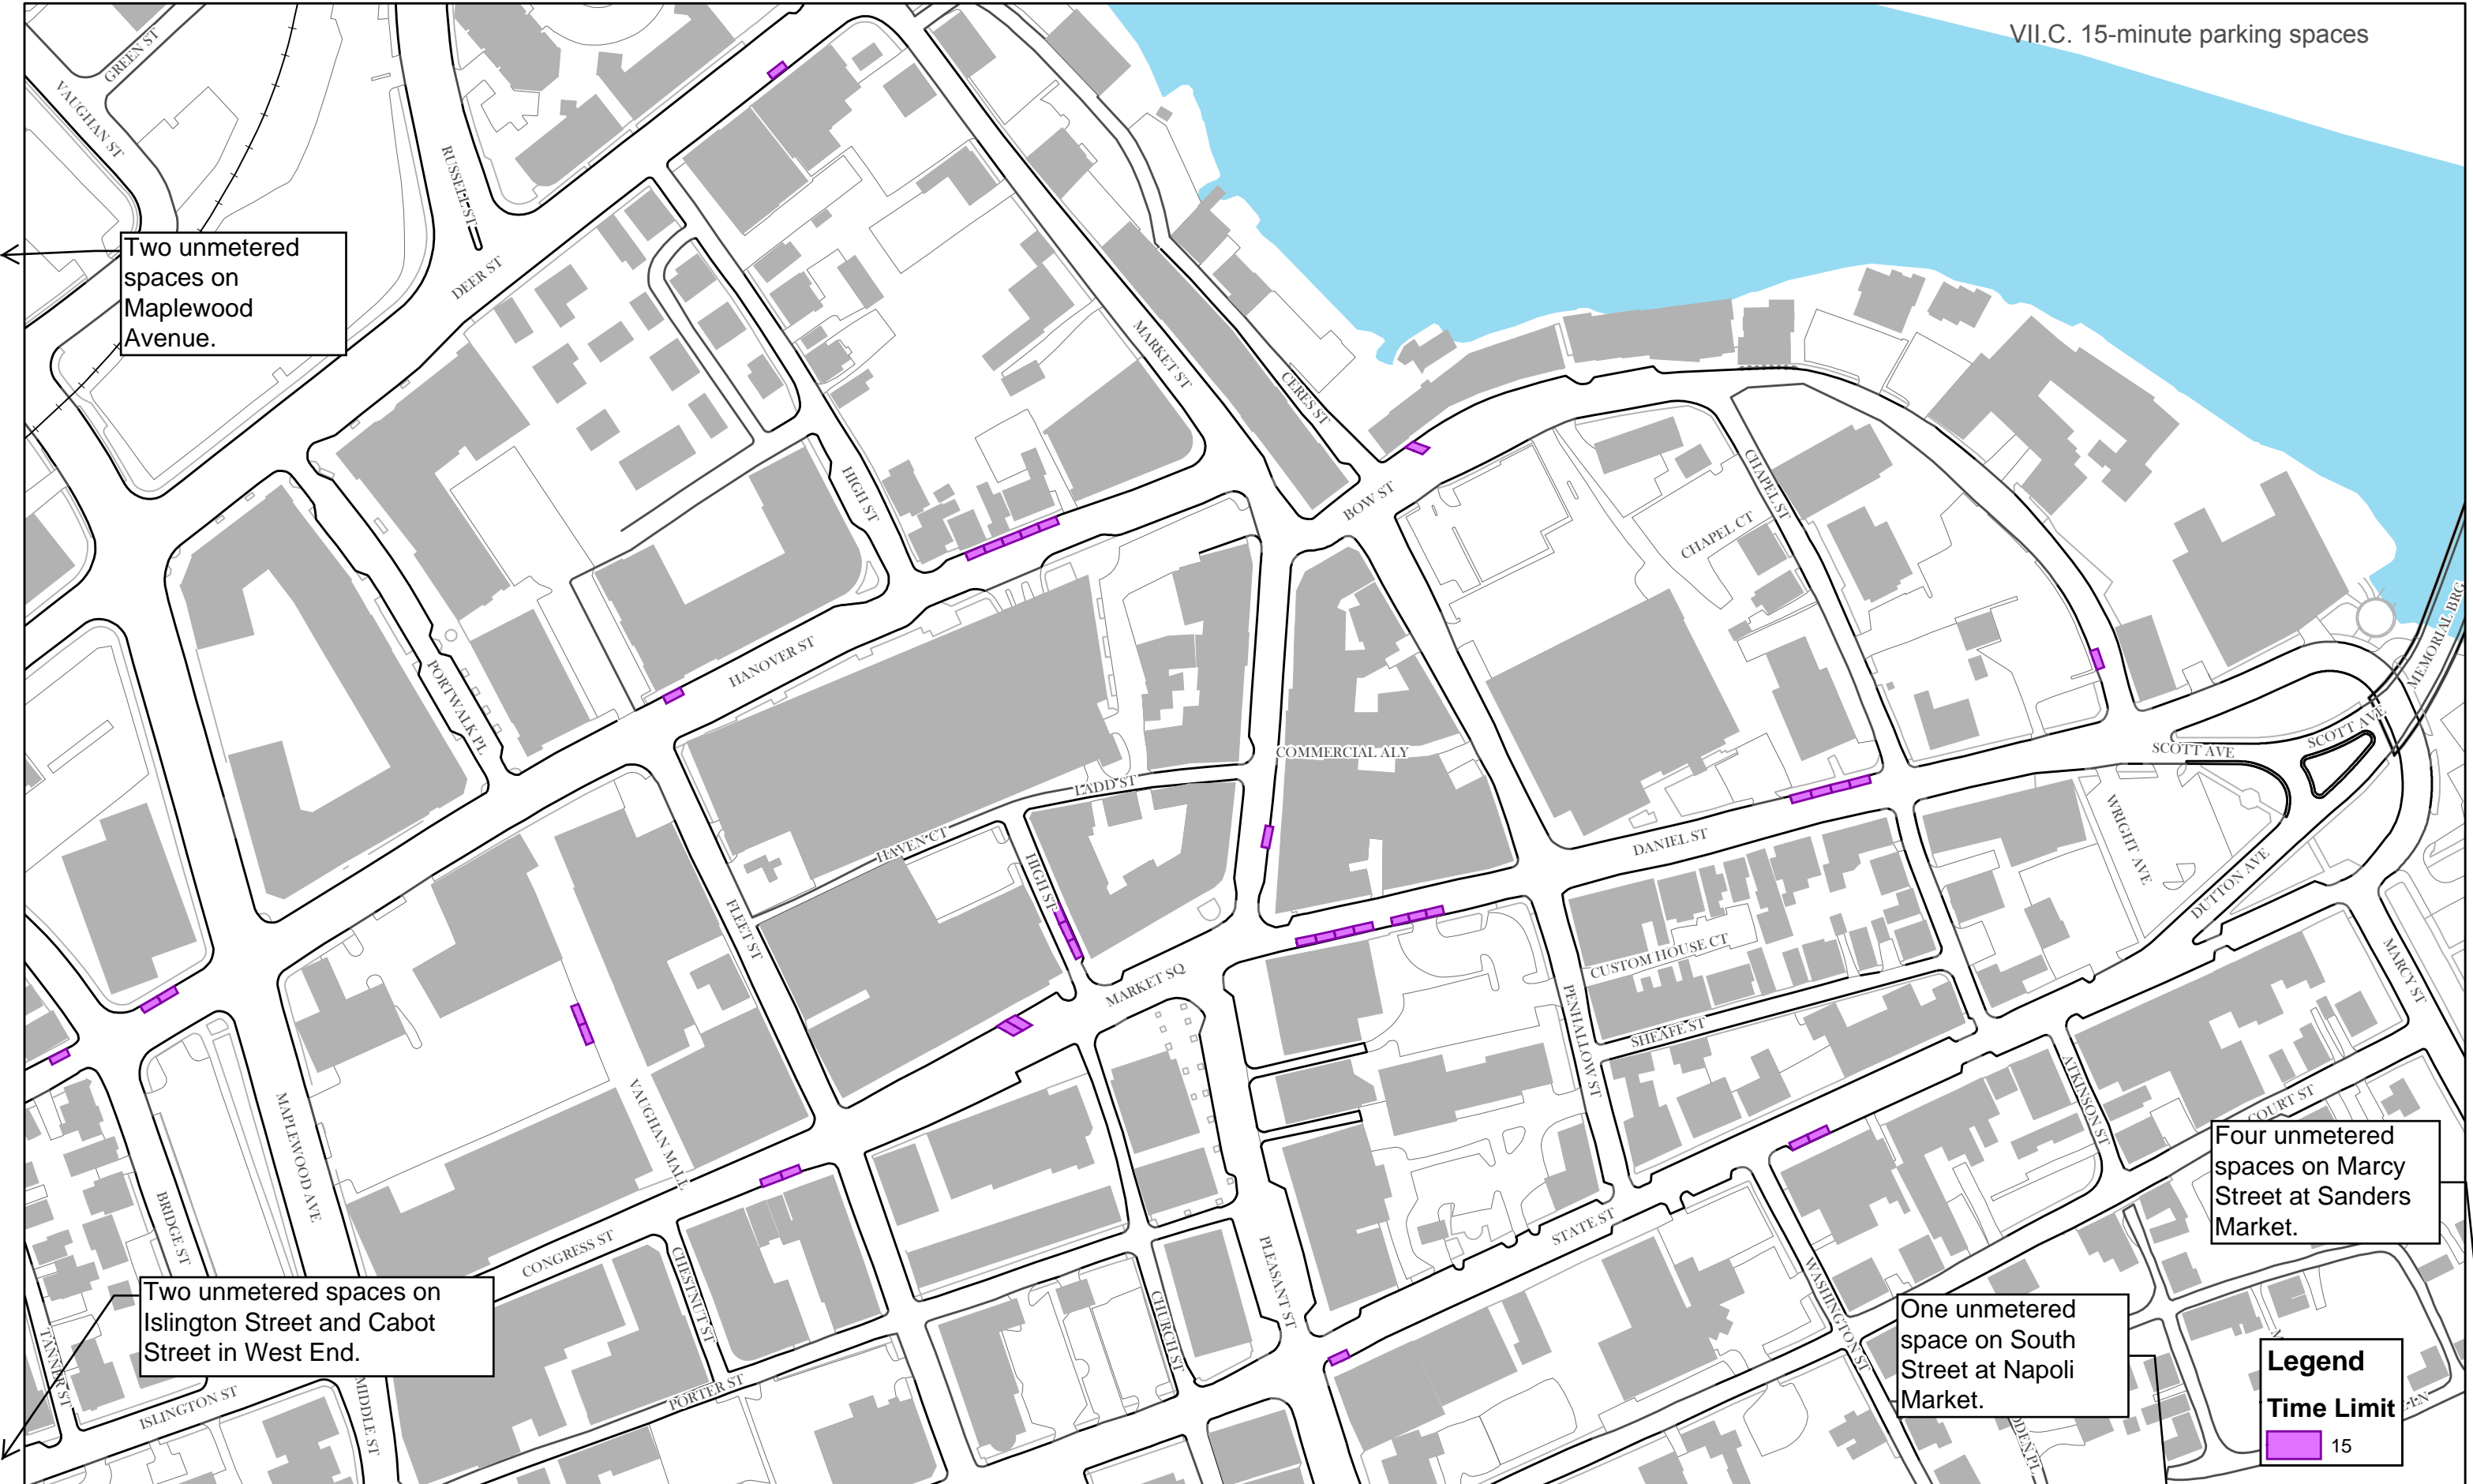 VII.C. 15-minute parking spaces
GREEN ST
VAUGHAN ST
RUSSELL ST
Two unmetered
spaces on
Maplewood
Avenue.
DEER ST
MARKET ST
CERES ST
HIGH ST
BOW ST
CHAPEL ST
CHAPEL CT
MEMORIAL BRG
HANOVER ST
PORTWALK PL
COMMERCIAL ALY
SCOTT AVE
SCOTT AVE
LADD ST
HAVEN CT
HIGH ST
DANIEL ST
WRIGHT AVE
DUTTON AVE
FLEET ST
MARKET SQ
CUSTOM HOUSE CT
MARCY ST
PENHALLOW ST
SHEAFE ST
ATKINSON ST
COURT ST
MAPLEWOOD AVE
VAUGHAN MALL
BRIDGE ST
Four unmetered
spaces on Marcy
Street at Sanders
Market.
CONGRESS ST
CHESTNUT ST
STATE ST
PLEASANT ST
CHURCH ST
WASHINGTON ST
Two unmetered spaces on
Islington Street and Cabot
Street in West End.
One unmetered
space on South
Street at Napoli
Market.
TANNER ST
ISLINGTON ST
MIDDLE ST
PORTER ST
Legend
Time Limit
15